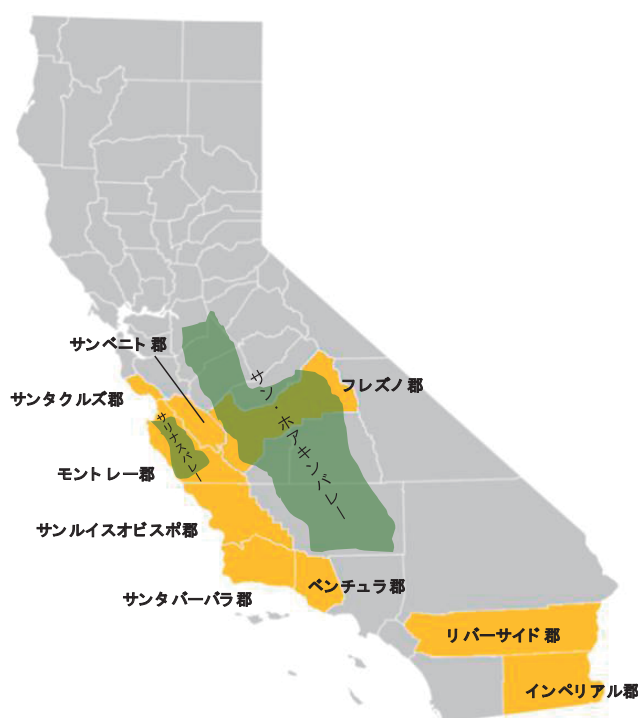 サンベニト郡
フレズノ郡
サンタクルズ郡
サン・ホアキンバレー
サリナスバレー
モントレー郡
サンルイスオビスポ郡
サンタバーバラ郡
ベンチュラ郡
リバーサイド郡
インペリアル郡